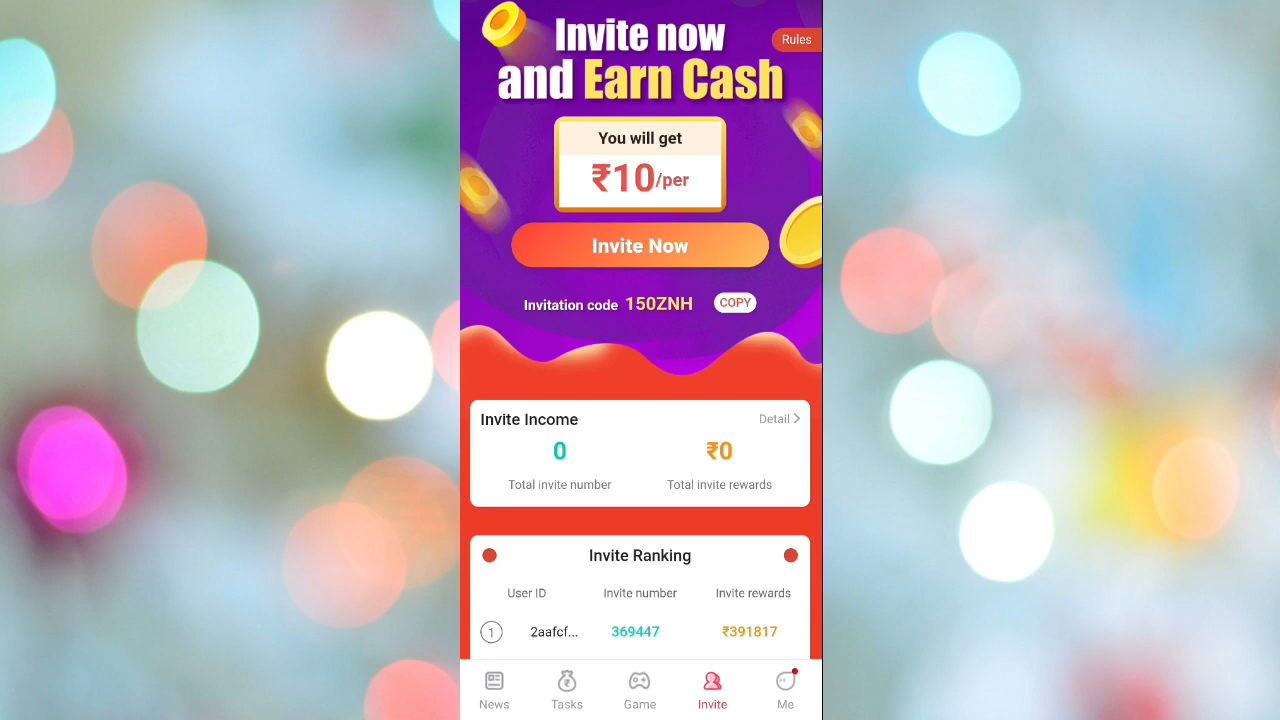 Invite now
Rules
and Earn Cash
You will get
₹10/per
Invite Now
Invitation code 150ZNH COPY
Invite Income Detail
0 ₹0
Total invite number Total invite rewards
Invite Ranking
User ID Invite number Invite rewards
1 2aafcf... 369447 ₹391817
News Tasks Game Invite Me